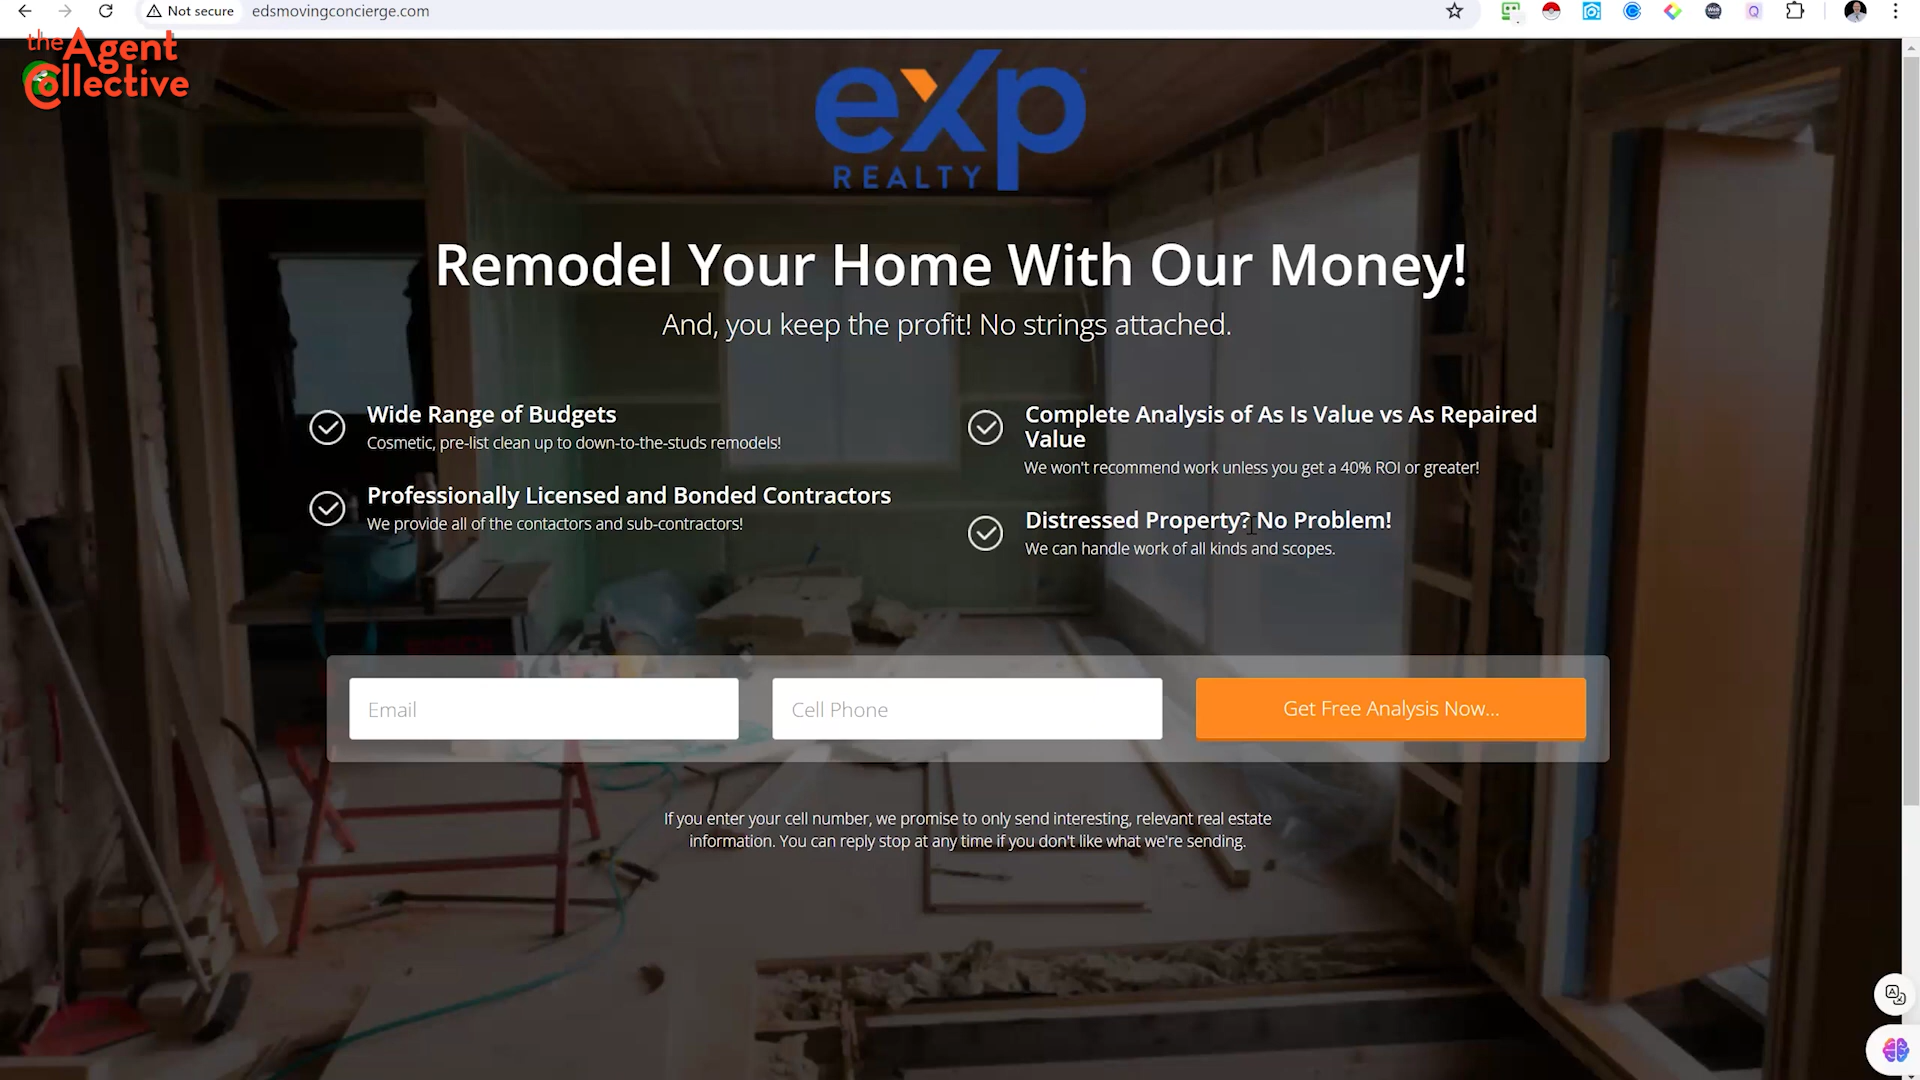 Not secure
edsmovingconcierge.com
the
Agent
Collective
eXp
REALTY
Remodel Your Home With Our Money!
And, you keep the profit! No strings attached.
Wide Range of Budgets
Cosmetic, pre-list clean up to down-to-the-studs remodels!
Professionally Licensed and Bonded Contractors
We provide all of the contactors and sub-contractors!
Complete Analysis of As Is Value vs As Repaired
Value
We won't recommend work unless you get a 40% ROI or greater!
Distressed Property? No Problem!
We can handle work of all kinds and scopes.
Email
Cell Phone
Get Free Analysis Now...
If you enter your cell number, we promise to only send interesting, relevant real estate
information. You can reply stop at any time if you don't like what we're sending.